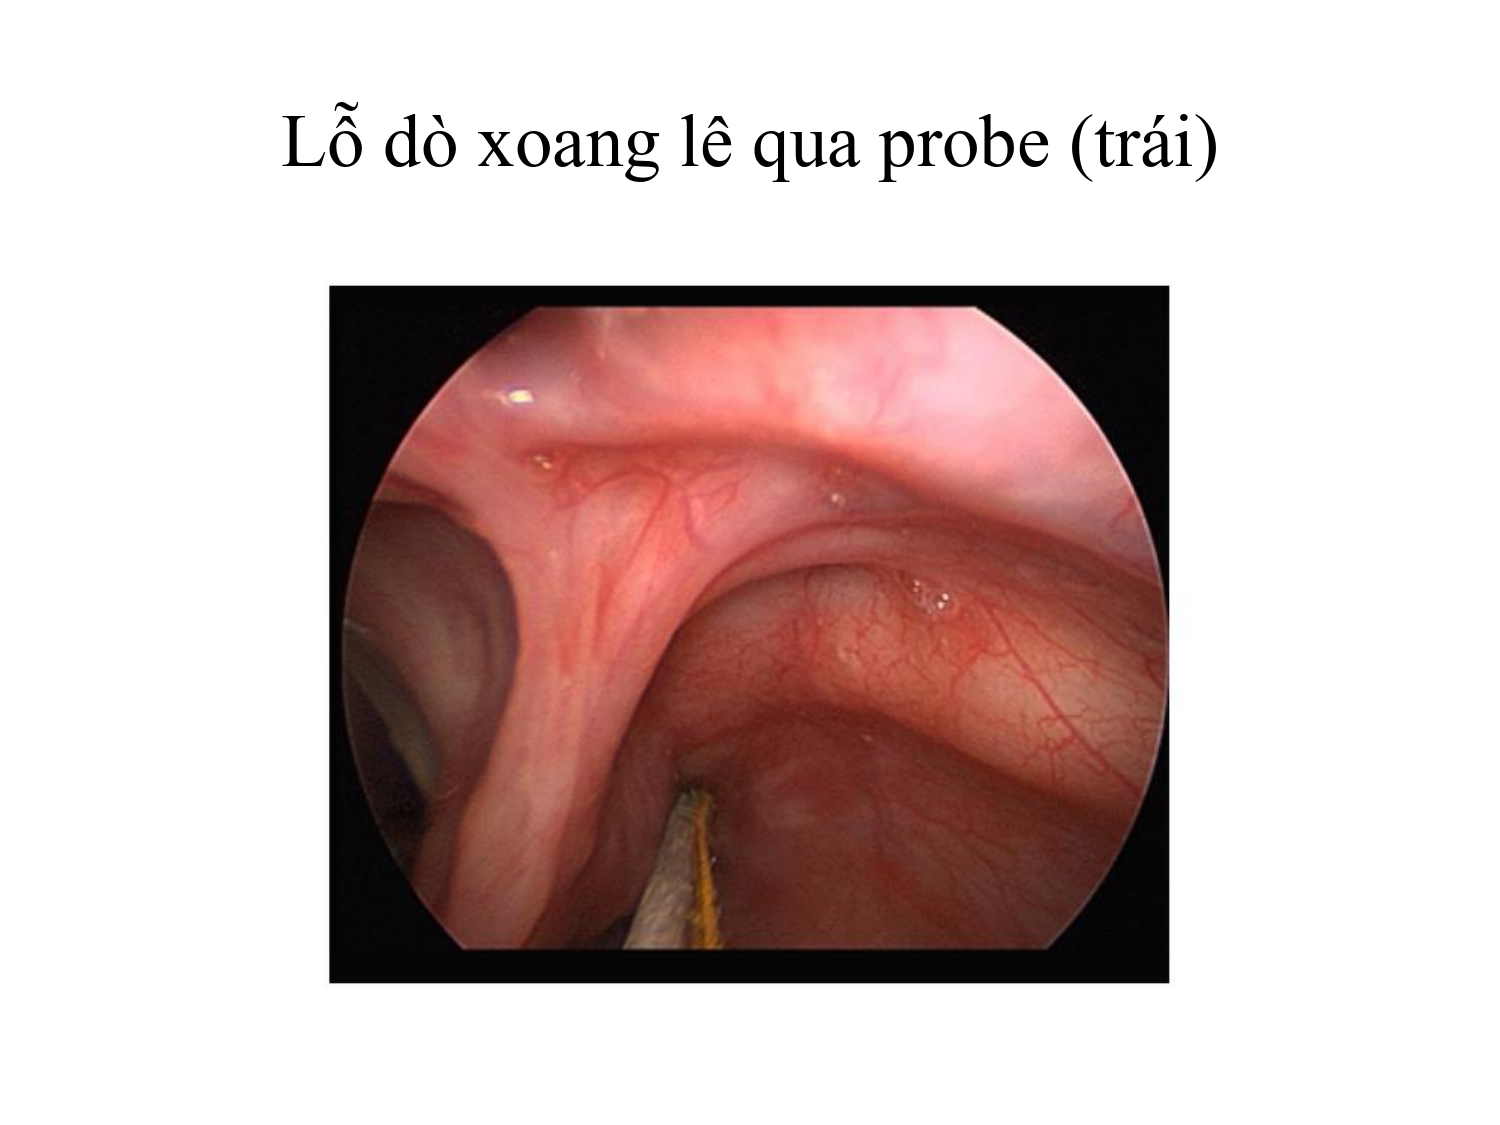 Lỗ dò xoang lê qua probe (trái)